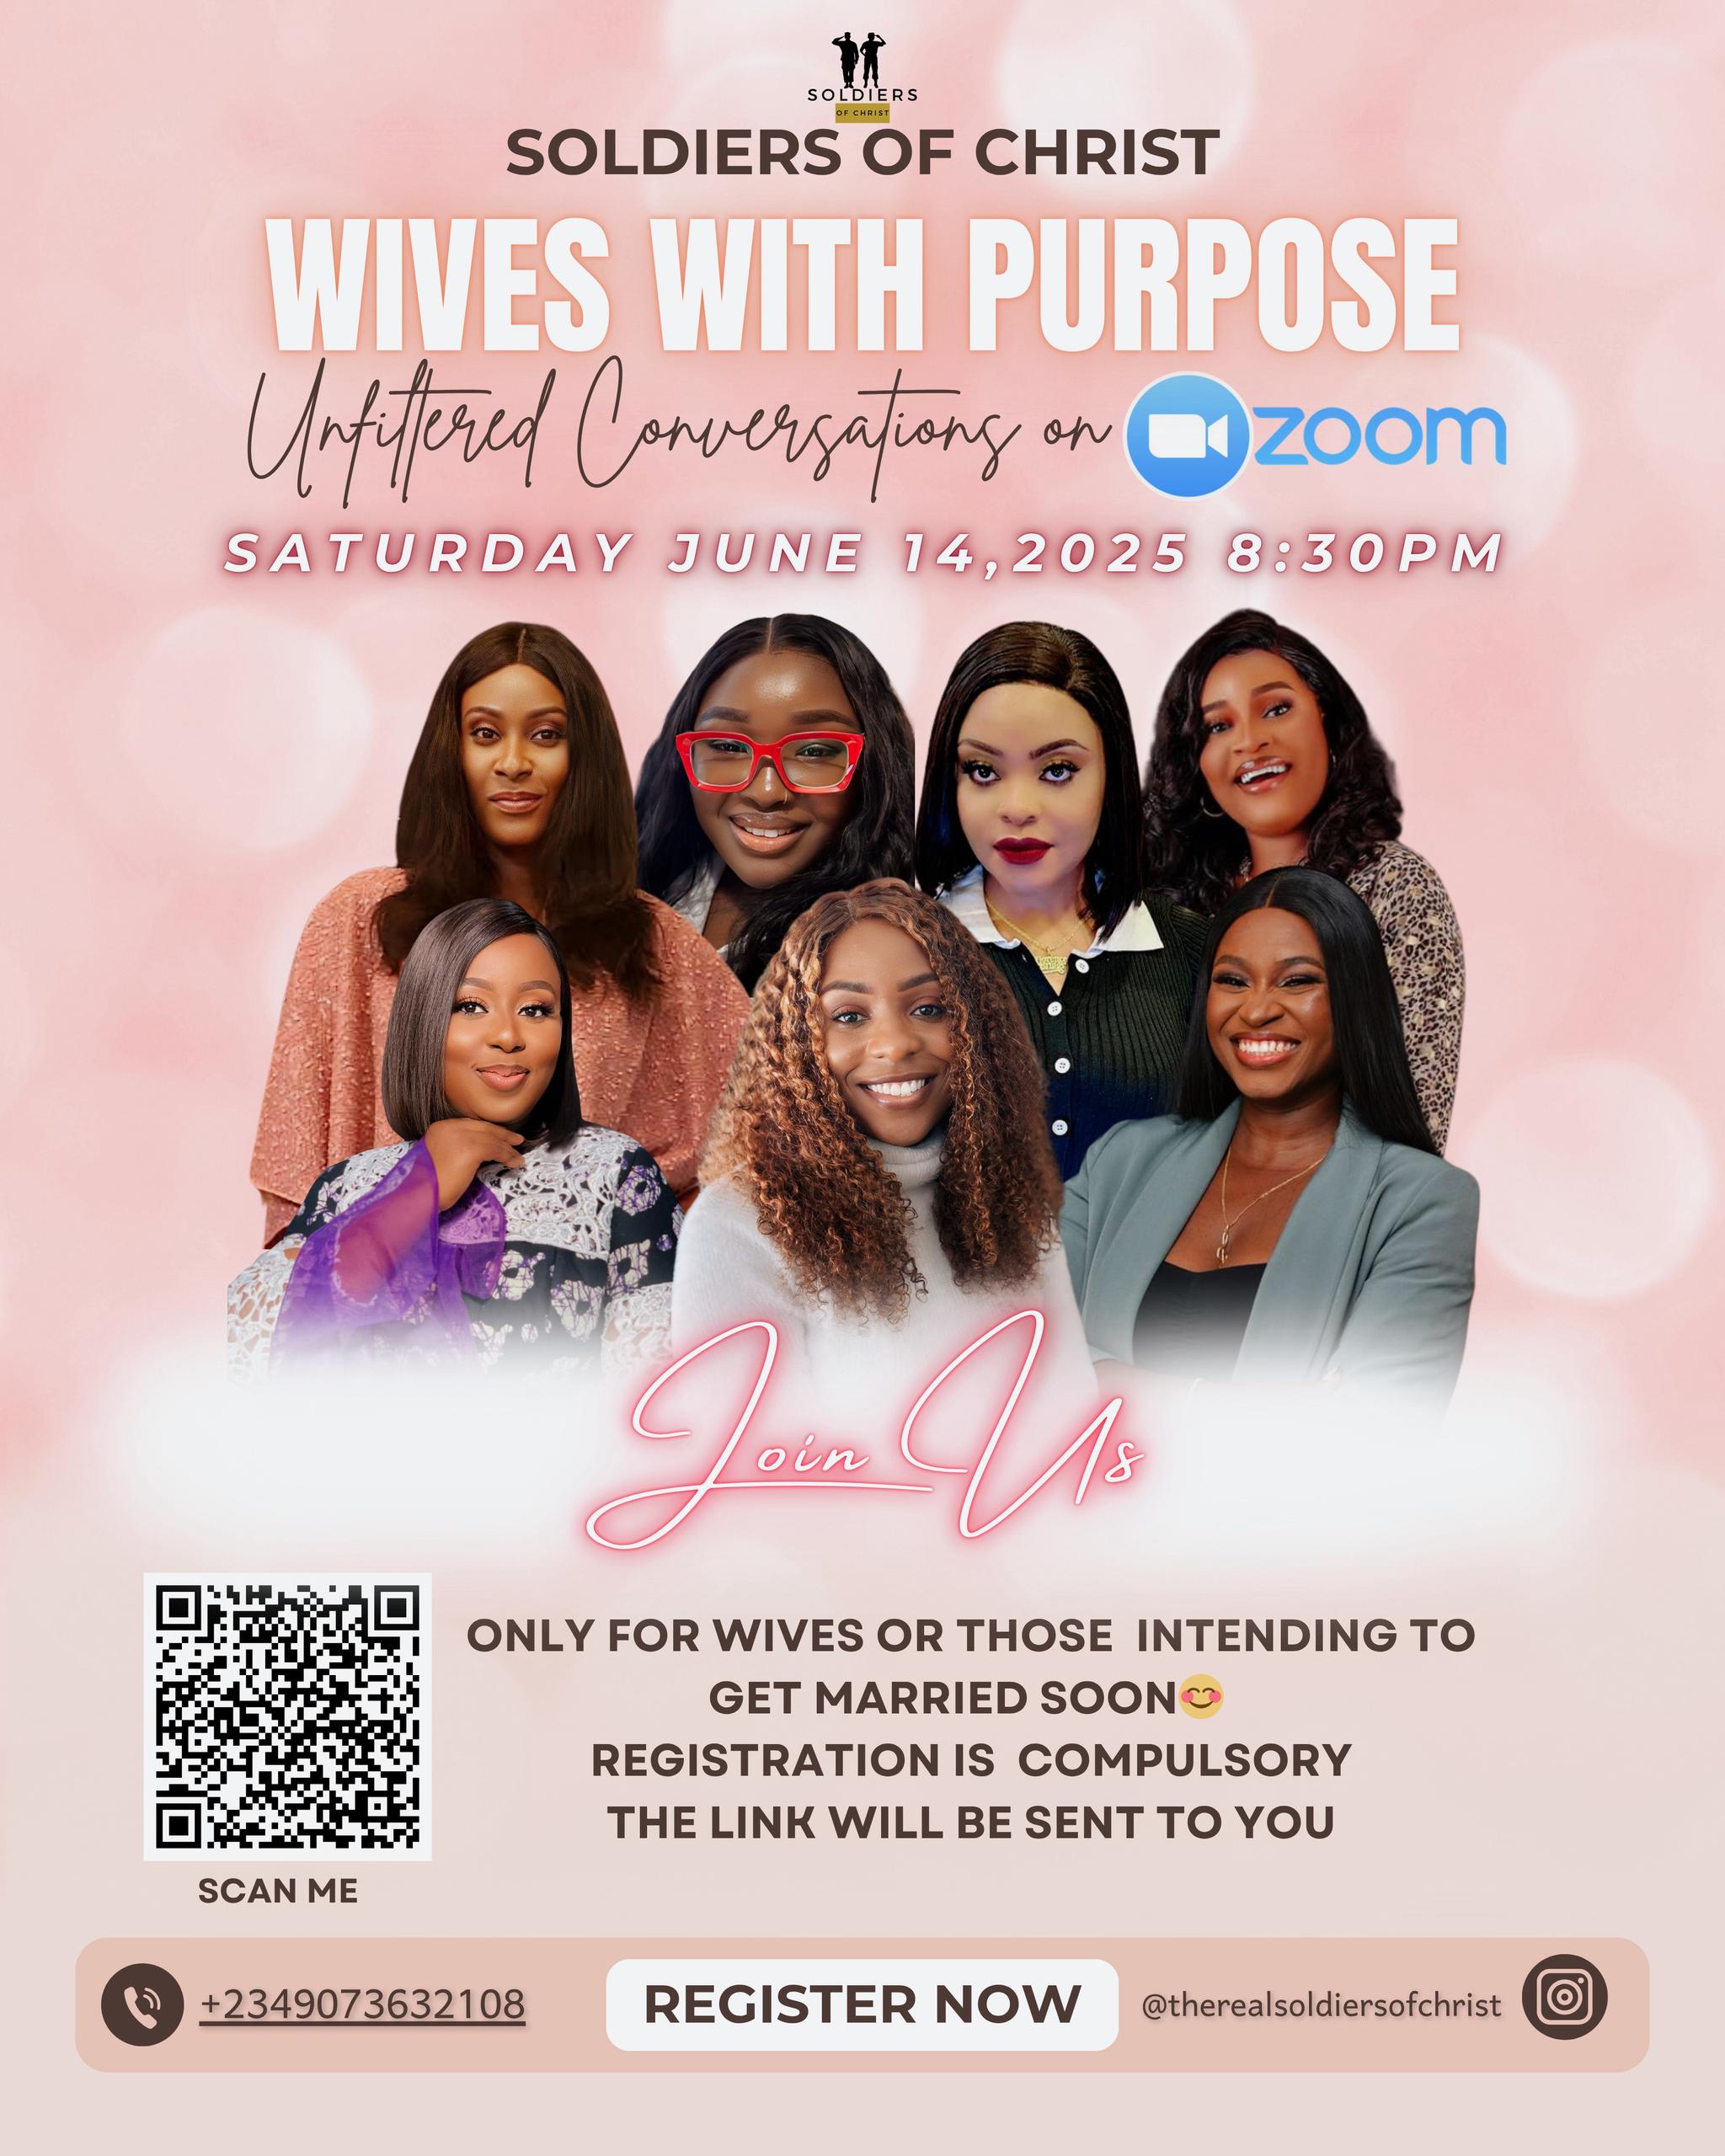 SOLDIERS
OF CHRIST
SOLDIERS OF CHRIST
WIVES WITH PURPOSE
Unfiltered Conversations on zoom
SATURDAY JUNE 14,2025 8:30PM
Join Us
ONLY FOR WIVES OR THOSE INTENDING TO
GET MARRIED SOON😊
REGISTRATION IS COMPULSORY
THE LINK WILL BE SENT TO YOU
SCAN ME
+2349073632108
REGISTER NOW
@therealsoldiersofchrist